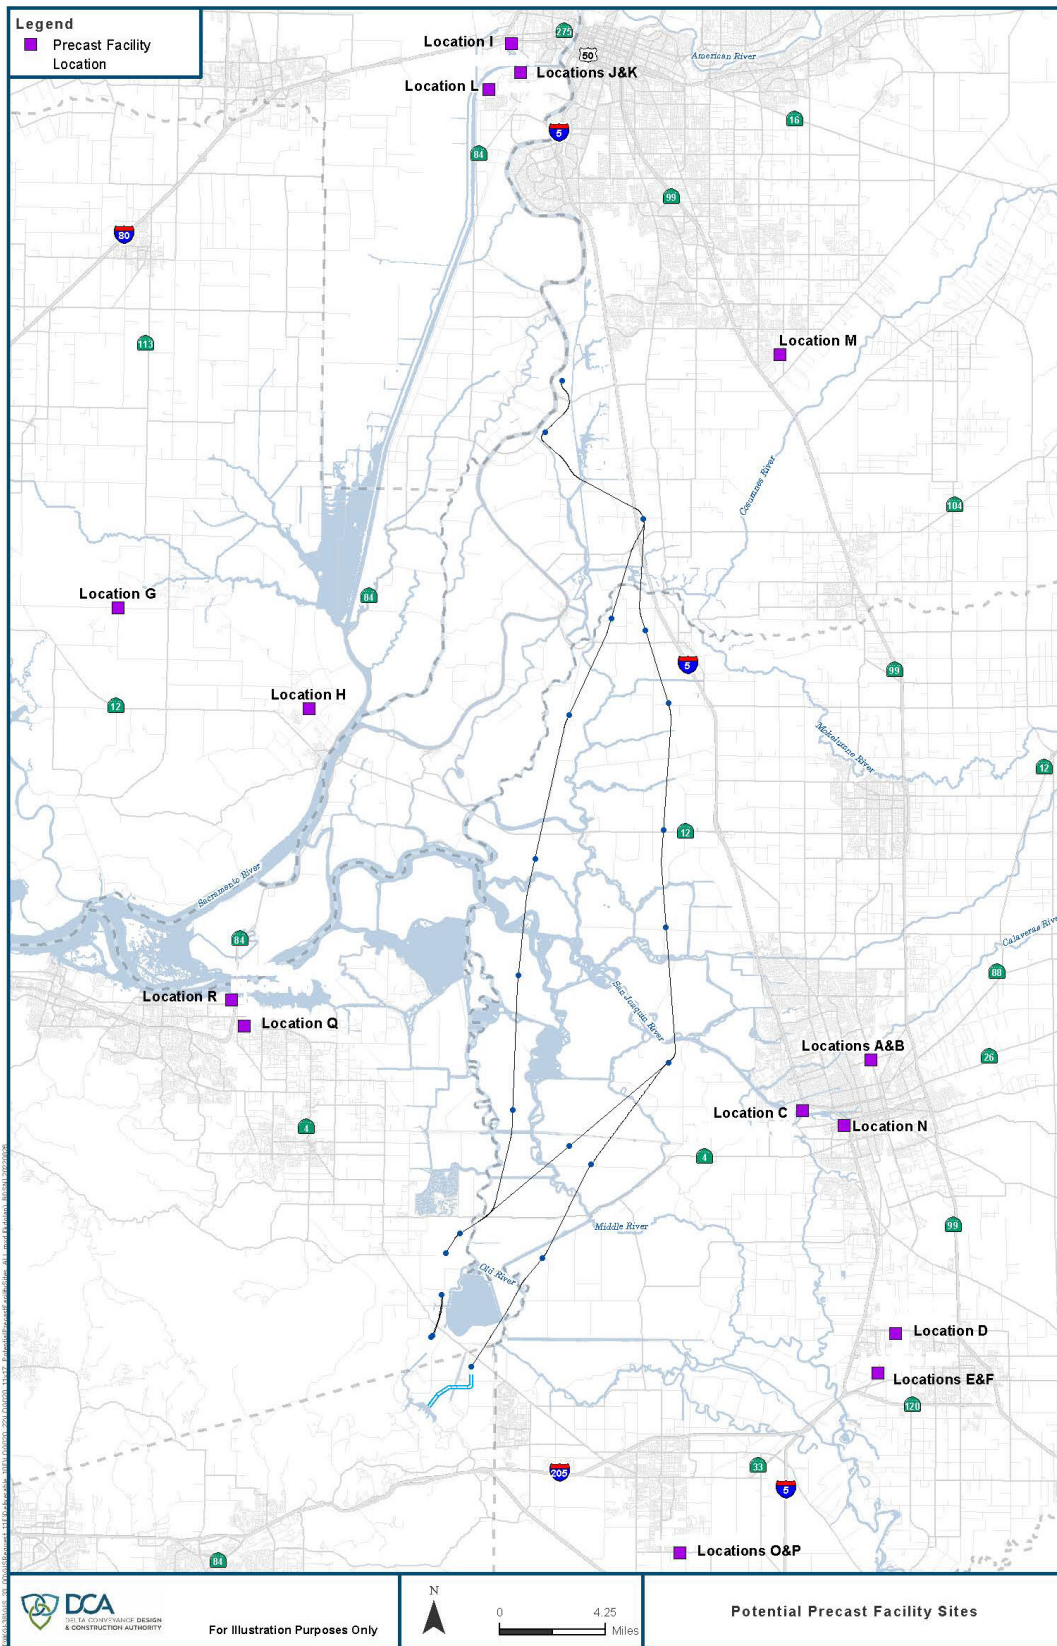 Legend
Precast Facility
Location
Location I
275
50
American River
Locations J&K
Location L
16
5
84
99
80
113
Location M
Cosumnes River
104
Location G
84
5
99
12
Location H
Mokelumne River
12
12
Sacramento River
Calaveras River
84
88
Location R
San Joaquin River
Location Q
Locations A&B
26
Location C
4
Location N
4
Middle River
99
Old River
Location D
Locations E&F
120
205
33
5
Locations O&P
84
DCA
DELTA CONVEYANCE DESIGN
& CONSTRUCTION AUTHORITY
For Illustration Purposes Only
N
0 4.25
Miles
Potential Precast Facility Sites